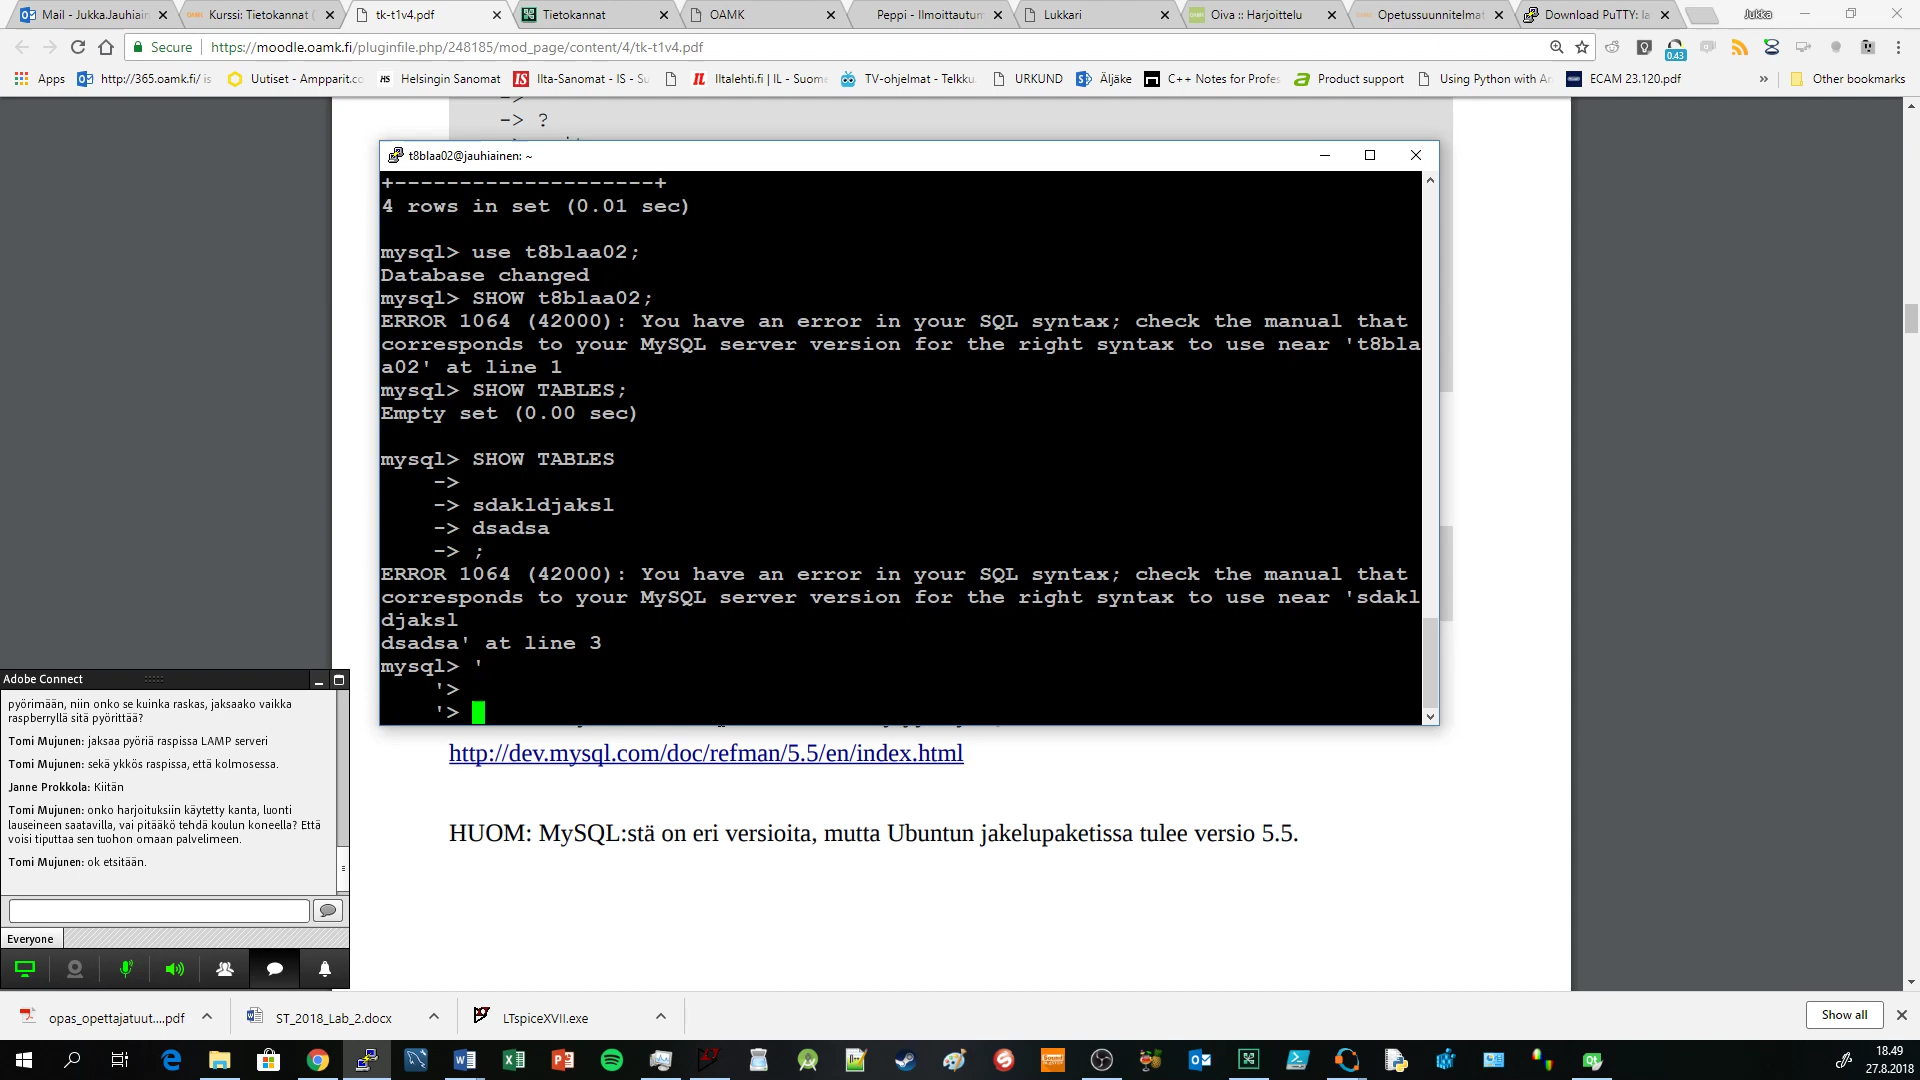 Mail - Jukka.Jauhiain
Kurssi: Tietokannat (
tk-t1v4.pdf
Tietokannat
OAMK
Peppi - Ilmoittautum
Lukkari
Oiva :: Harjoittelu
Opetussuunnitelmat
Download PuTTY: la
Jukka
Secure
https://moodle.oamk.fi/pluginfile.php/248185/mod_page/content/4/tk-t1v4.pdf
0.43
Apps
http://365.oamk.fi/ is
Uutiset - Ampparit.co
Helsingin Sanomat
Ilta-Sanomat - IS - Su
Iltalehti.fi | IL - Suome
TV-ohjelmat - Telkku
URKUND
Äljäke
C++ Notes for Profes
Product support
Using Python with Ar
ECAM 23.120.pdf
»
Other bookmarks
->
-> ?
t8blaa02@jauhiainen: ~
+--------------------+
4 rows in set (0.01 sec)
mysql> use t8blaa02;
Database changed
mysql> SHOW t8blaa02;
ERROR 1064 (42000): You have an error in your SQL syntax; check the manual that
corresponds to your MySQL server version for the right syntax to use near 't8bla
a02' at line 1
mysql> SHOW TABLES;
Empty set (0.00 sec)
mysql> SHOW TABLES
->
-> sdakldjaksl
-> dsadsa
-> ;
ERROR 1064 (42000): You have an error in your SQL syntax; check the manual that
corresponds to your MySQL server version for the right syntax to use near 'sdakl
djaksl
dsadsa' at line 3
mysql> '
'>
'>
http://dev.mysql.com/doc/refman/5.5/en/index.html
HUOM: MySQL:stä on eri versioita, mutta Ubuntun jakelupaketissa tulee versio 5.5.
Adobe Connect
pyörimään, niin onko se kuinka raskas, jaksaako vaikka
raspberryllä sitä pyörittää?
Tomi Mujunen: jaksaa pyöriä raspissa LAMP serveri
Tomi Mujunen: sekä ykkös raspissa, että kolmosessa.
Janne Prokkola: Kiitän
Tomi Mujunen: onko harjoituksiin käytetty kanta, luonti
lauseineen saatavilla, vai pitääkö tehdä koulun koneella? Että
voisi tiputtaa sen tuohon omaan palvelimeen.
Tomi Mujunen: ok etsitään.
Everyone
opas_opettajatuut....pdf
ST_2018_Lab_2.docx
LTspiceXVII.exe
Show all
18.49
27.8.2018